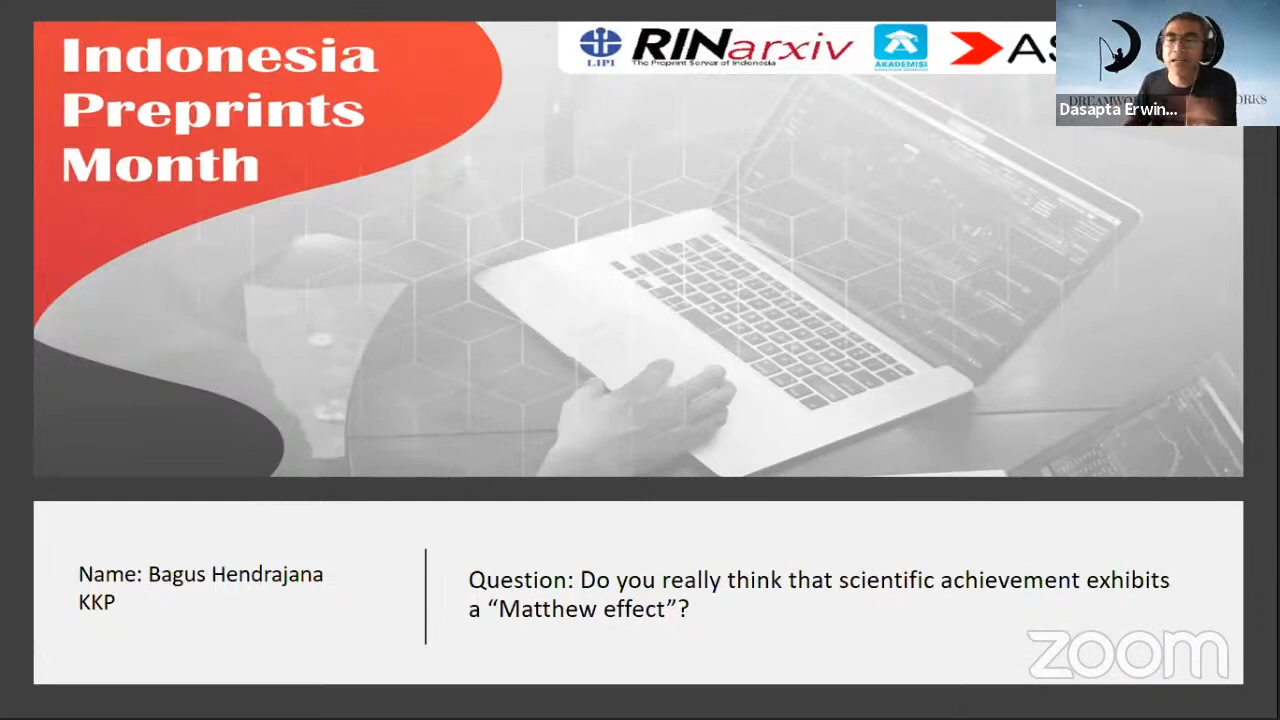 Indonesia
Preprints
Month
LIPI
RINarxiv
The Preprint Server of Indonesia
AKADEMISI
AS
Dasapta Erwin...
Name: Bagus Hendrajana
KKP
Question: Do you really think that scientific achievement exhibits
a “Matthew effect”?
zoom